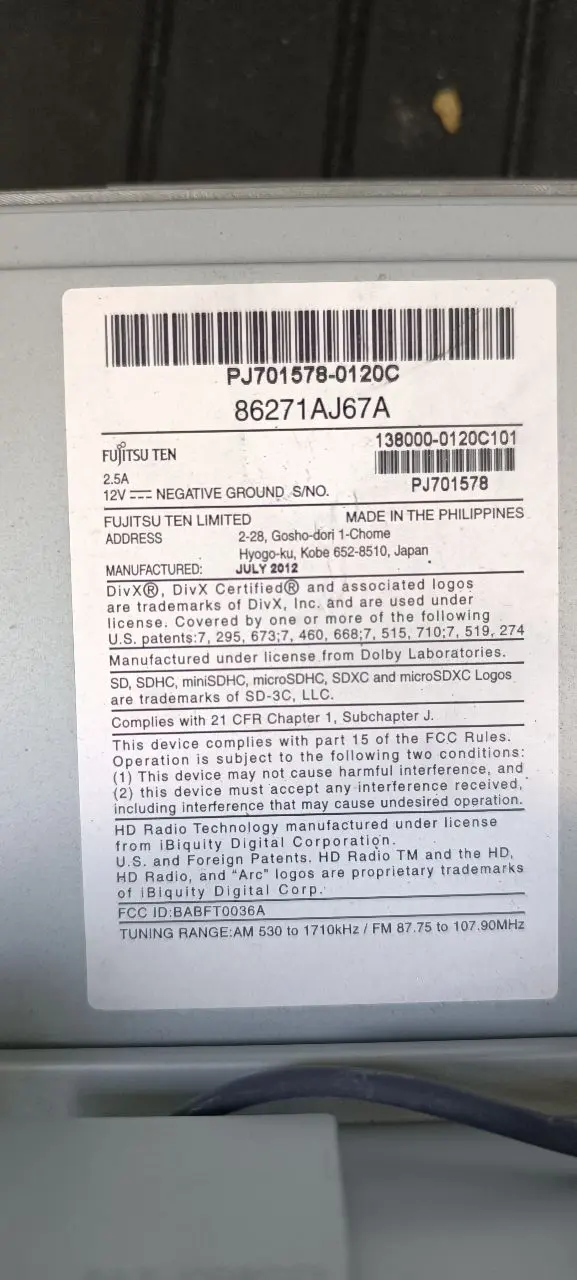 PJ701578-0120C
86271AJ67A
138000-0120C101
FUJITSU TEN
2.5A
12V NEGATIVE GROUND S/NO.
PJ701578
FUJITSU TEN LIMITED MADE IN THE PHILIPPINES
ADDRESS 2-28, Gosho-dori 1-Chome
Hyogo-ku, Kobe 652-8510, Japan
MANUFACTURED: JULY 2012
DivX®, DivX Certified® and associated logos
are trademarks of DivX, Inc. and are used under
license. Covered by one or more of the following
U.S. patents:7, 295, 673;7, 460, 668;7, 515, 710;7, 519, 274
Manufactured under license from Dolby Laboratories.
SD, SDHC, miniSDHC, microSDHC, SDXC and microSDXC Logos
are trademarks of SD-3C, LLC.
Complies with 21 CFR Chapter 1, Subchapter J.
This device complies with part 15 of the FCC Rules.
Operation is subject to the following two conditions:
(1) This device may not cause harmful interference, and
(2) this device must accept any interference received,
including interference that may cause undesired operation.
HD Radio Technology manufactured under license
from iBiquity Digital Corporation.
U.S. and Foreign Patents. HD Radio TM and the HD,
HD Radio, and "Arc" logos are proprietary trademarks
of iBiquity Digital Corp.
FCC ID:BABFT0036A
TUNING RANGE:AM 530 to 1710kHz / FM 87.75 to 107.90MHz